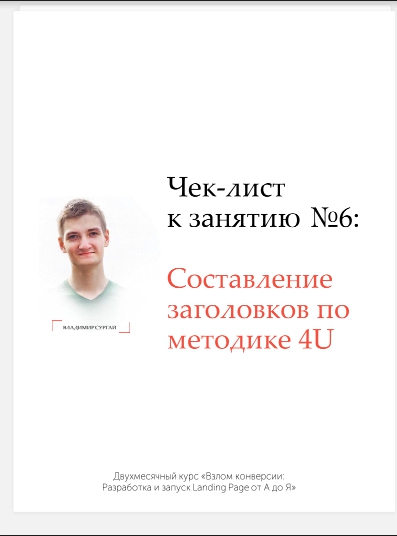 Чек-лист
к занятию №6:
Составление
заголовков по
методике 4U
ВЛАДИМИР СУРГАЙ
Двухмесячный курс «Взлом конверсии:
Разработка и запуск Landing Page от А до Я»